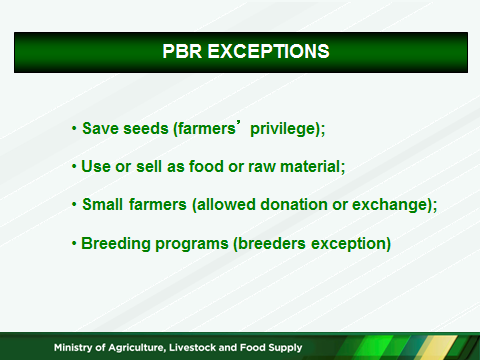 PBR EXCEPTIONS
• Save seeds (farmers’ privilege);
• Use or sell as food or raw material;
• Small farmers (allowed donation or exchange);
• Breeding programs (breeders exception)
Ministry of Agriculture, Livestock and Food Supply